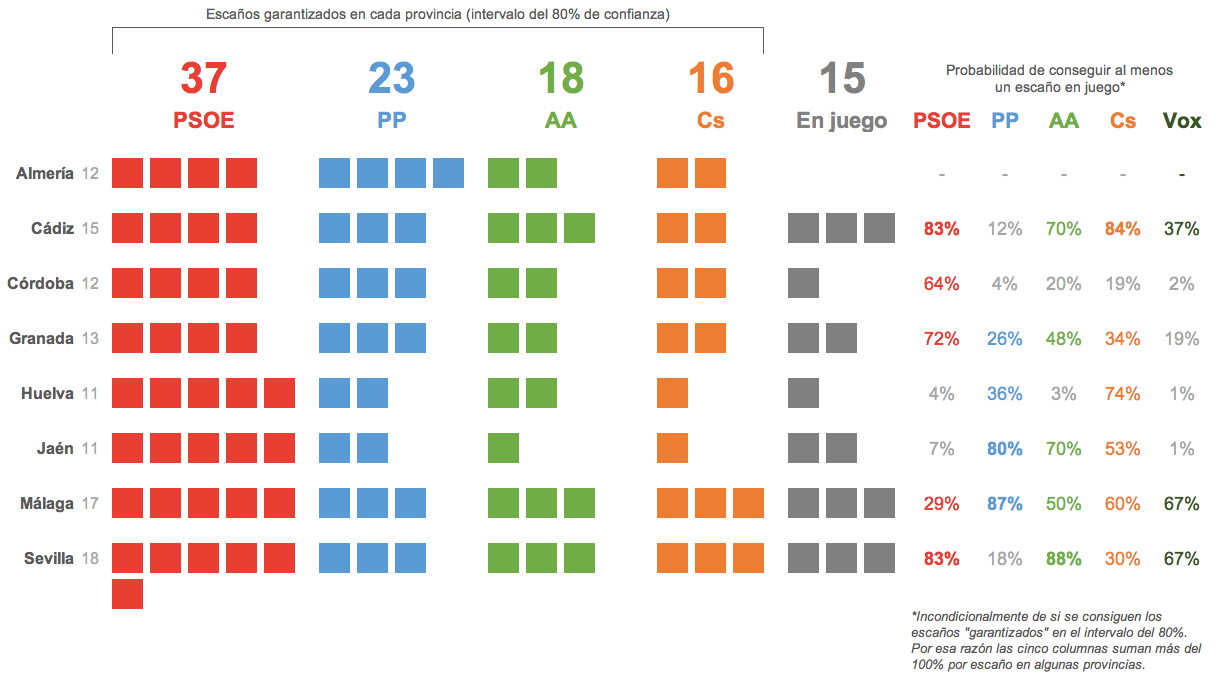 Escaños garantizados en cada provincia (intervalo del 80% de confianza)
37 23 18 16 15
PSOE PP AA Cs En juego
Probabilidad de conseguir al menos
un escaño en juego*
PSOE PP AA Cs Vox
Almería 12 - - - - -
Cádiz 15 83% 12% 70% 84% 37%
Córdoba 12 64% 4% 20% 19% 2%
Granada 13 72% 26% 48% 34% 19%
Huelva 11 4% 36% 3% 74% 1%
Jaén 11 7% 80% 70% 53% 1%
Málaga 17 29% 87% 50% 60% 67%
Sevilla 18 83% 18% 88% 30% 67%
*Incondicionalmente de si se consiguen los
escaños "garantizados" en el intervalo del 80%.
Por esa razón las cinco columnas suman más del
100% por escaño en algunas provincias.